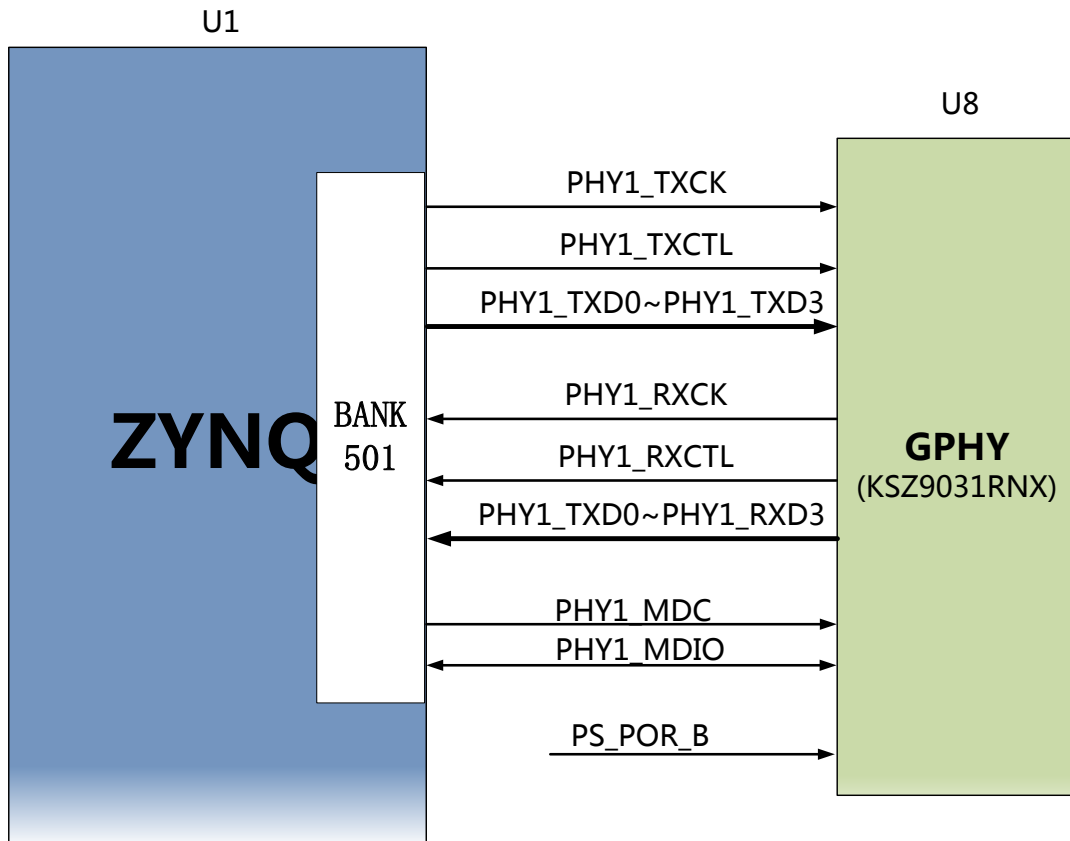 U1
U8
PHY1_TXCK
PHY1_TXCTL
PHY1_TXD0~PHY1_TXD3
PHY1_RXCK
PHY1_RXCTL
PHY1_TXD0~PHY1_RXD3
PHY1_MDC
PHY1_MDIO
PS_POR_B
ZYNQ
BANK
501
GPHY
(KSZ9031RNX)